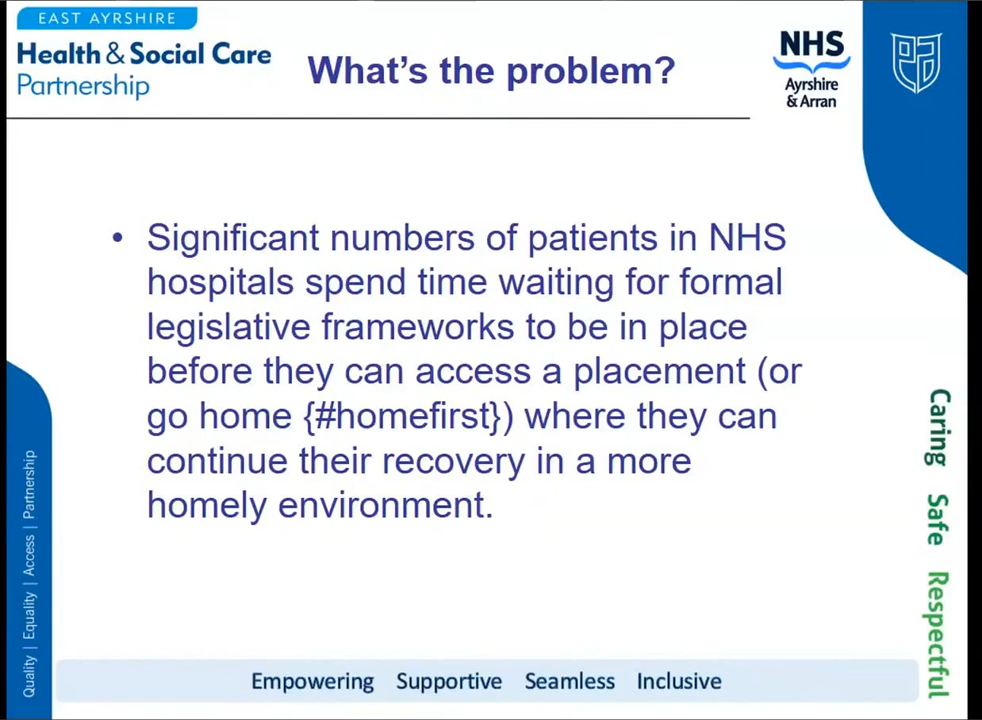 EAST AYRSHIRE
Health & Social Care
Partnership
What's the problem?
NHS
Ayrshire
& Arran
• Significant numbers of patients in NHS
hospitals spend time waiting for formal
legislative frameworks to be in place
before they can access a placement (or
go home {#homefirst}) where they can
continue their recovery in a more
homely environment.
Quality | Equality | Access | Partnership
Caring Safe Respectful
Empowering Supportive Seamless Inclusive